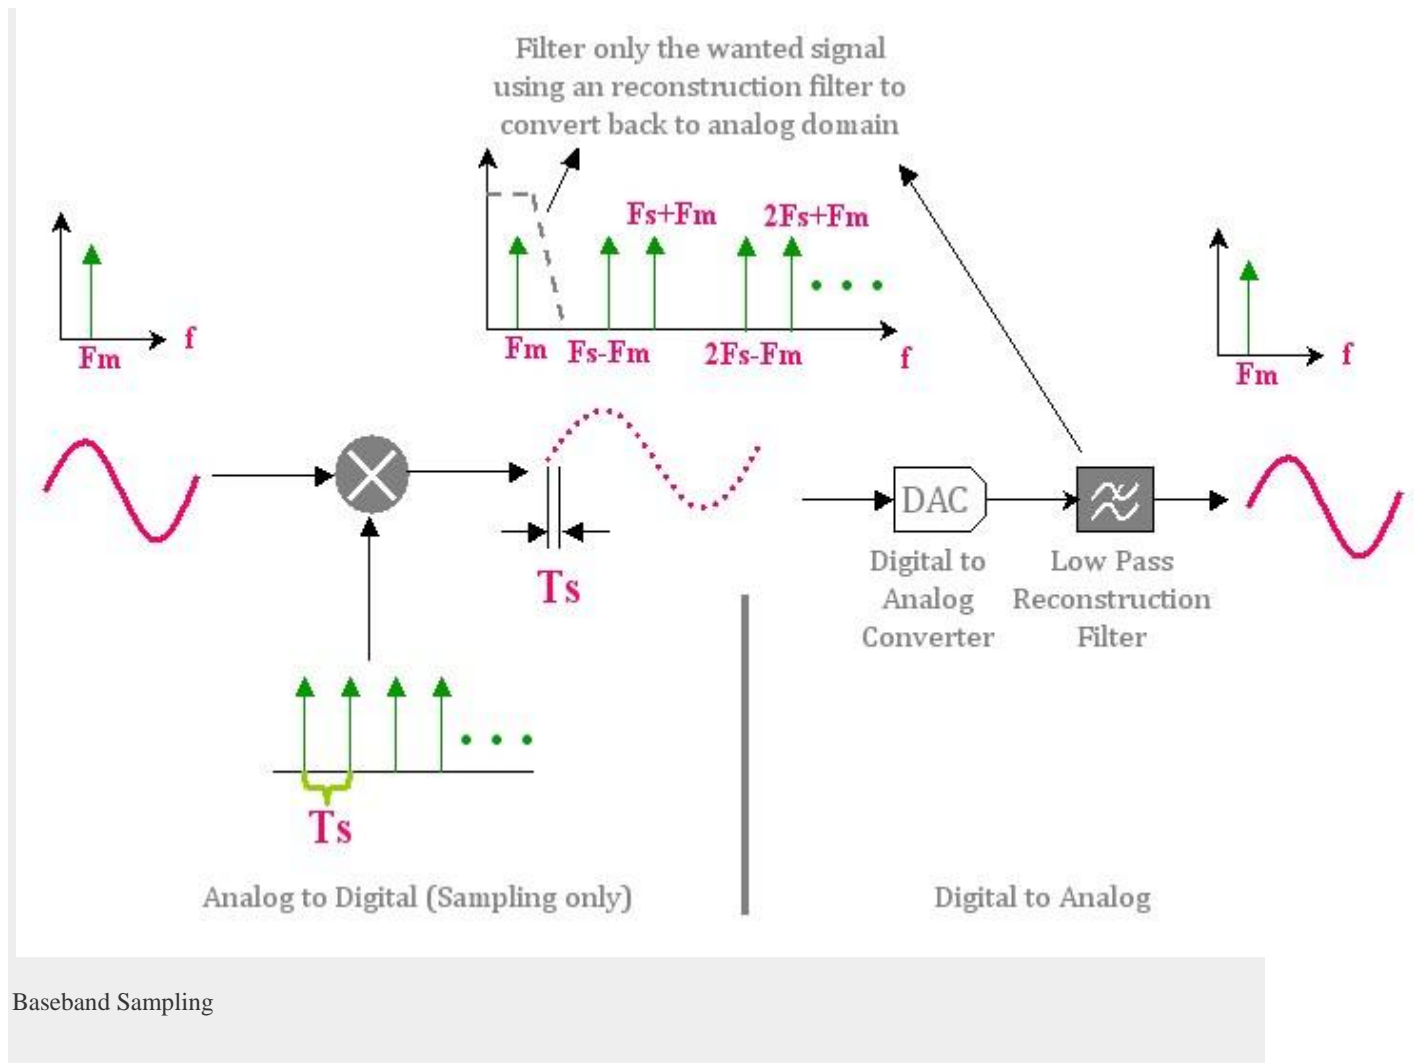 Filter only the wanted signal
using an reconstruction filter to
convert back to analog domain
Fs+Fm
2Fs+Fm
Fm
Fs-Fm
2Fs-Fm
f
Fm
f
Fm
f
Ts
DAC
Digital to
Analog
Converter
Low Pass
Reconstruction
Filter
Ts
Analog to Digital (Sampling only)
Digital to Analog
Baseband Sampling